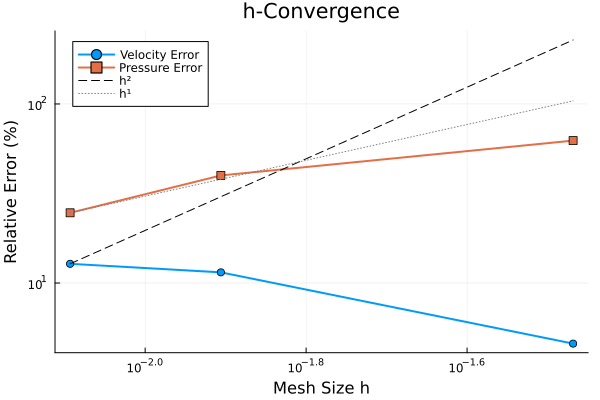 h-Convergence
Velocity Error
Pressure Error
h²
h¹
Relative Error (%)
10²
10¹
10⁻²·⁰
10⁻¹·⁸
10⁻¹·⁶
Mesh Size h